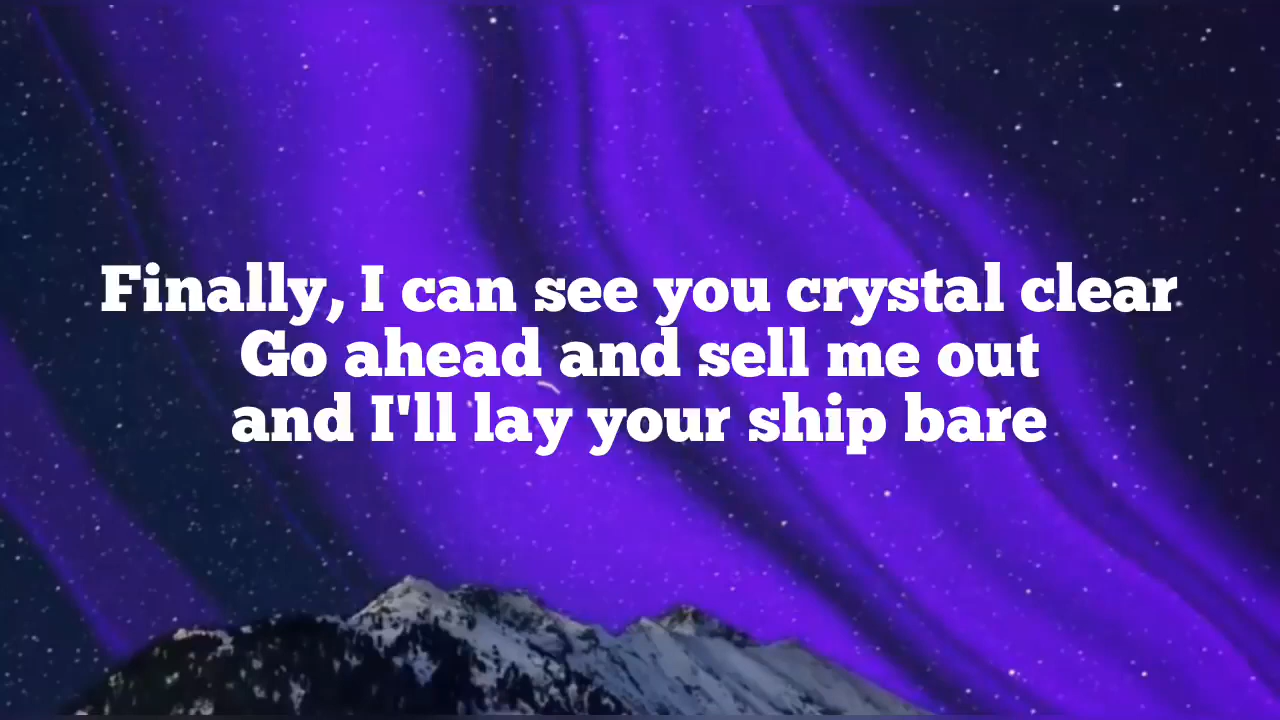 Finally, I can see you crystal clear
Go ahead and sell me out
and I'll lay your ship bare